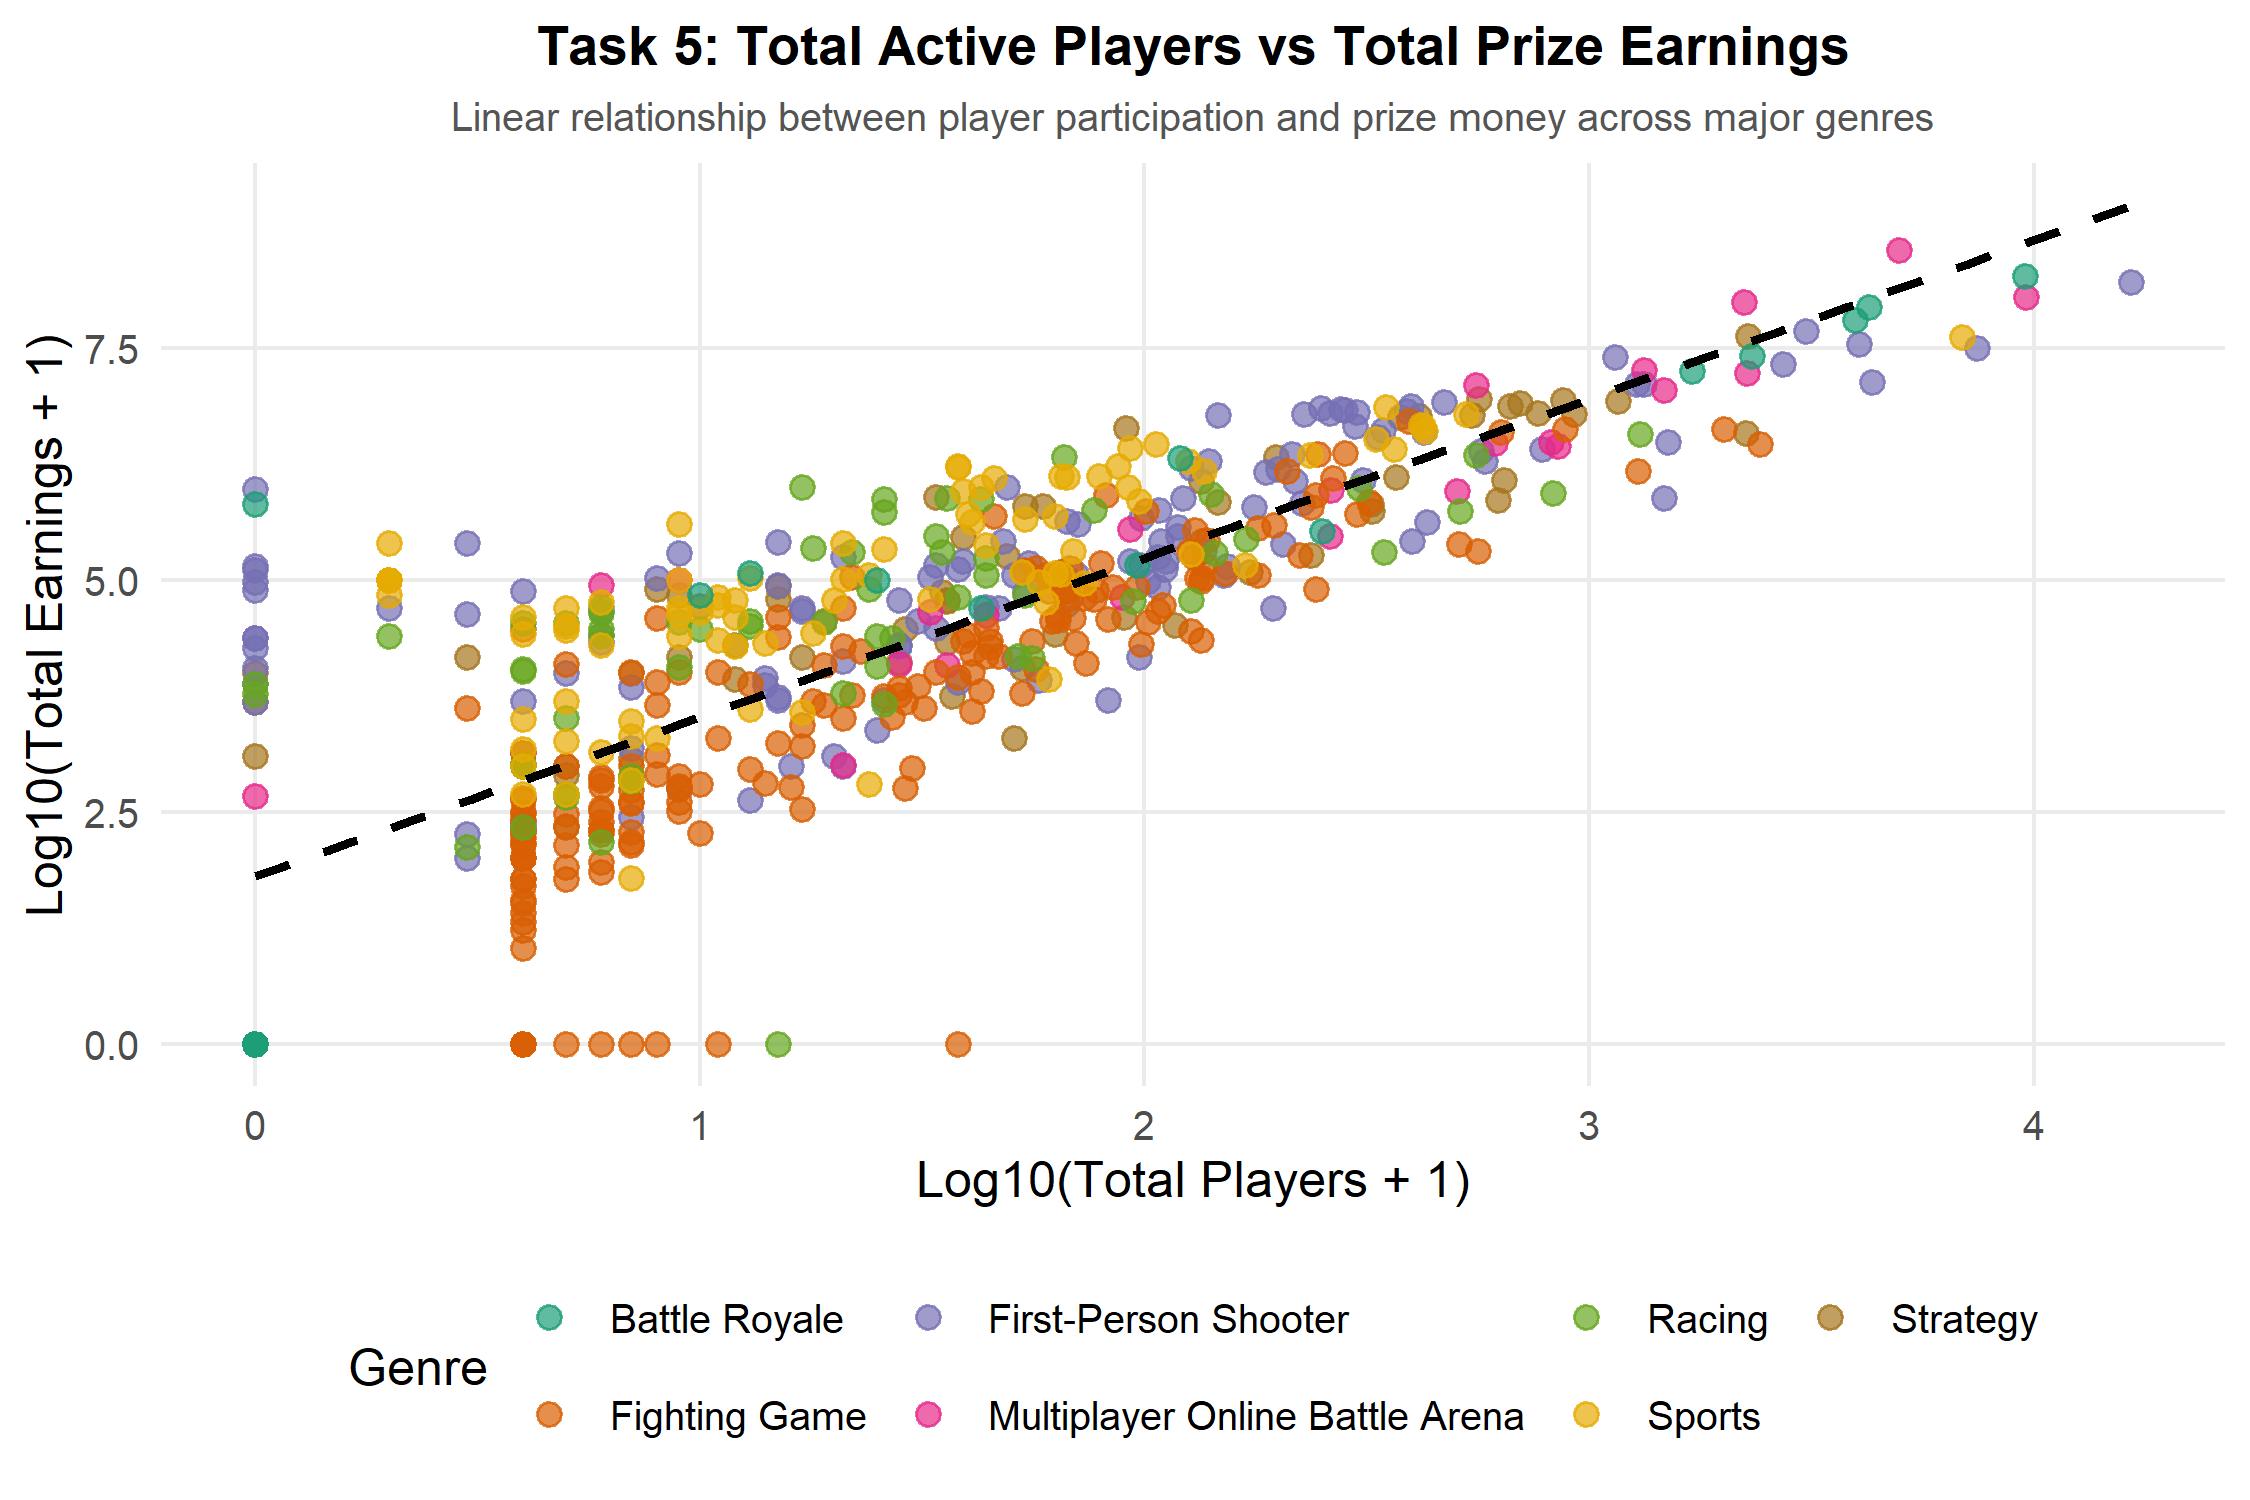 Task 5: Total Active Players vs Total Prize Earnings
Linear relationship between player participation and prize money across major genres
Log10(Total Earnings + 1)
7.5
5.0
2.5
0.0
0 1 2 3 4
Log10(Total Players + 1)
Genre
Battle Royale First-Person Shooter Racing Strategy
Fighting Game Multiplayer Online Battle Arena Sports